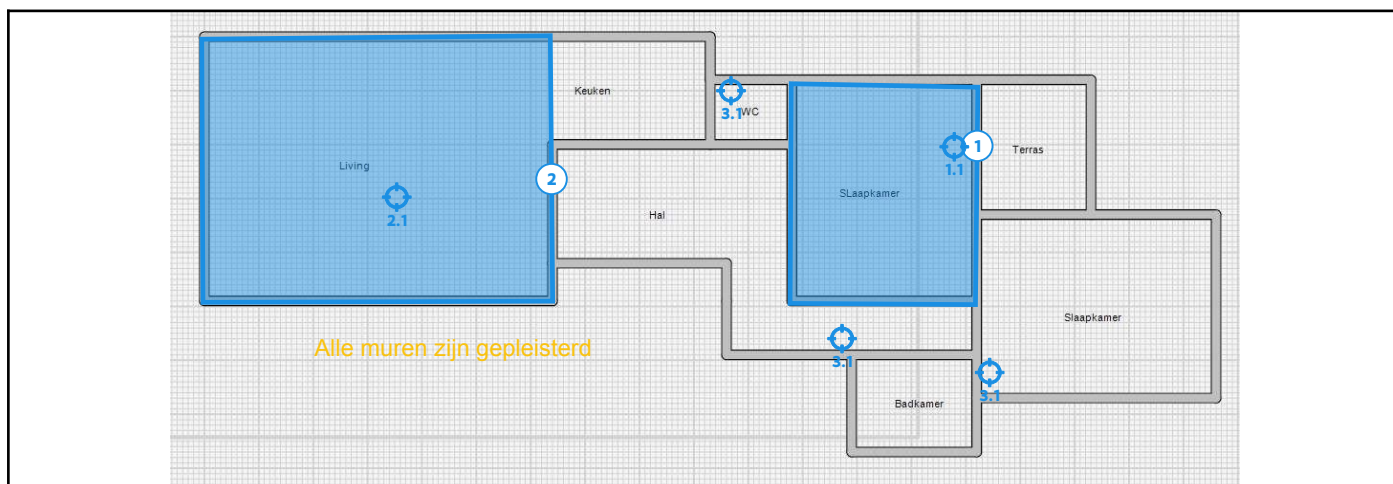 Keuken
3.1
WC
1
1.1
Terras
Living
2
SLaapkamer
2.1
Hal
Slaapkamer
Alle muren zijn gepleisterd
3.1
3.1
Badkamer